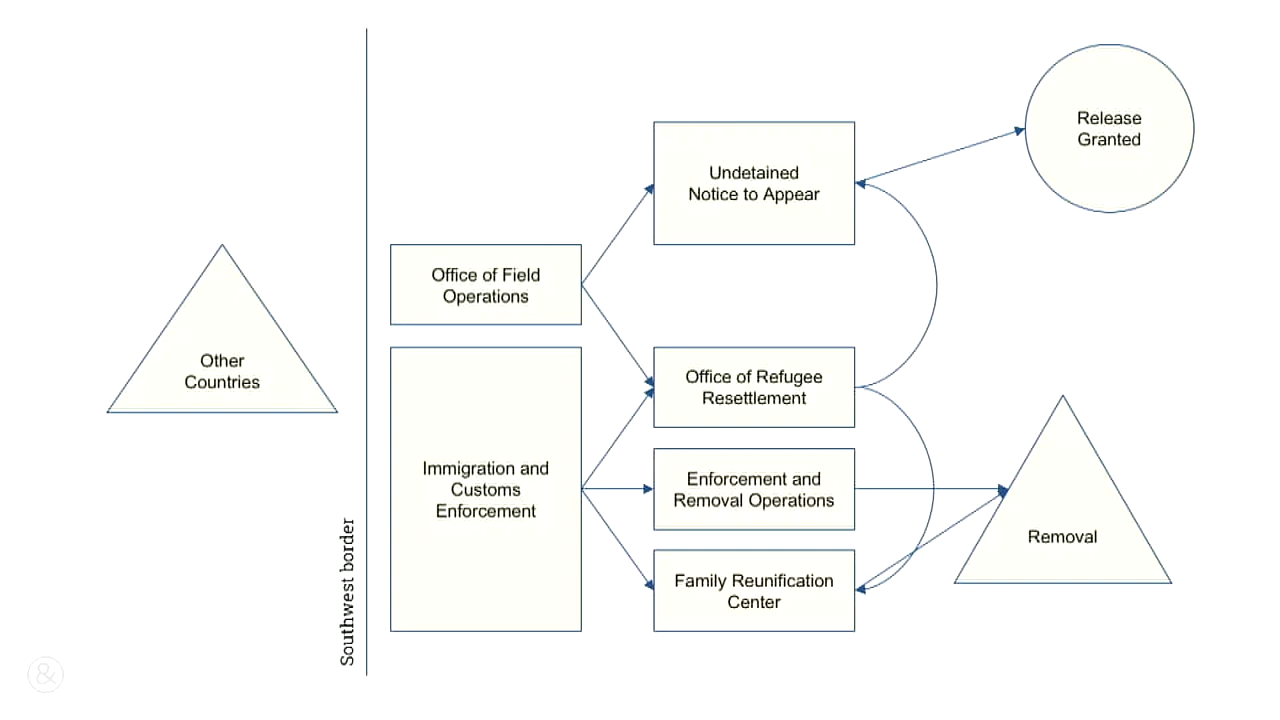 Release
Granted
Undetained
Notice to Appear
Office of Field
Operations
Other
Countries
Office of Refugee
Resettlement
Immigration and
Customs
Enforcement
Enforcement and
Removal Operations
Removal
Family Reunification
Center
Southwest border
&